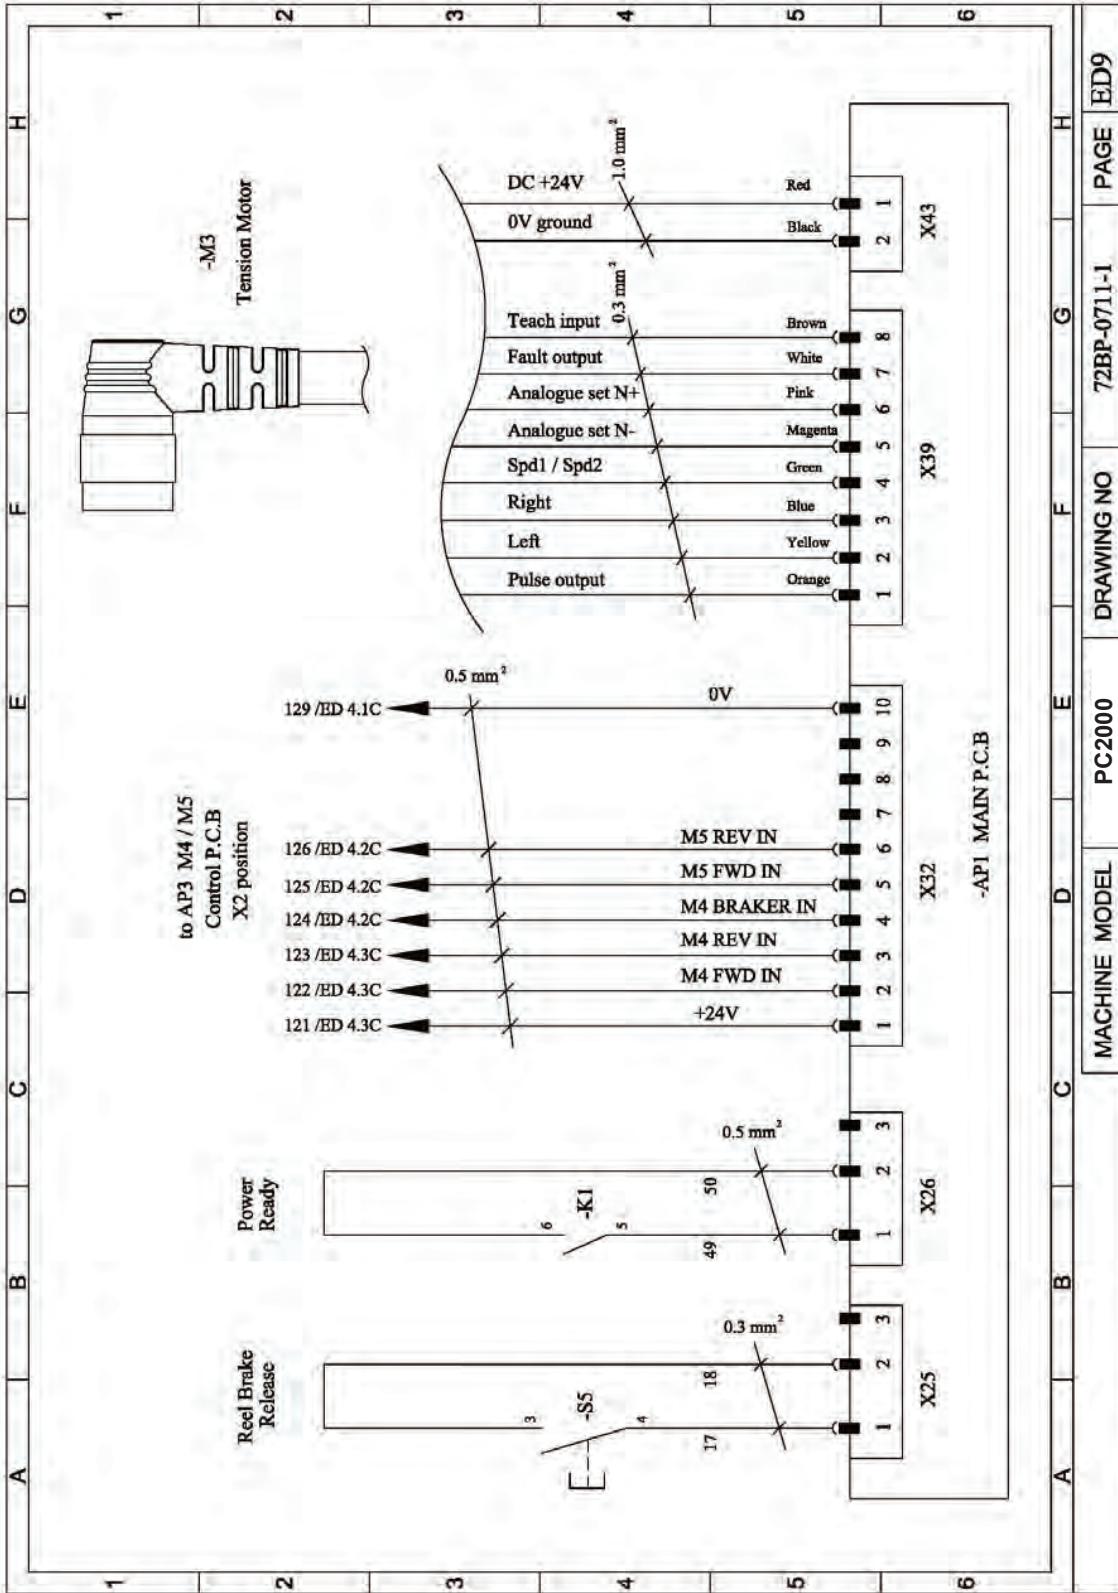 A B C D E F G H
1
2
3
4
5
6
1
2
3
4
5
6
Reel Brake
Release
3
-S5
4
17
18
0.3 mm²
1 2 3
X25
Power
Ready
6
-K1
5
49
50
0.5 mm²
1 2 3
X26
to AP3 M4 / M5
Control P.C.B
X2 position
121 /ED 4.3C
122 /ED 4.3C
123 /ED 4.3C
124 /ED 4.2C
125 /ED 4.2C
126 /ED 4.2C
129 /ED 4.1C
0.5 mm²
+24V
M4 FWD IN
M4 REV IN
M4 BRAKER IN
M5 FWD IN
M5 REV IN
0V
1 2 3 4 5 6 7 8 9 10
X32
-M3
Tension Motor
Pulse output
Left
Right
Spd1 / Spd2
Analogue set N-
Analogue set N+
Fault output
Teach input
0.3 mm²
Orange
Yellow
Blue
Green
Magenta
Pink
White
Brown
1 2 3 4 5 6 7 8
X39
0V ground
DC +24V
1.0 mm²
Black
Red
2 1
X43
-AP1 MAIN P.C.B
A B C D E F G H
MACHINE MODEL PC2000 DRAWING NO 72BP-0711-1 PAGE ED9